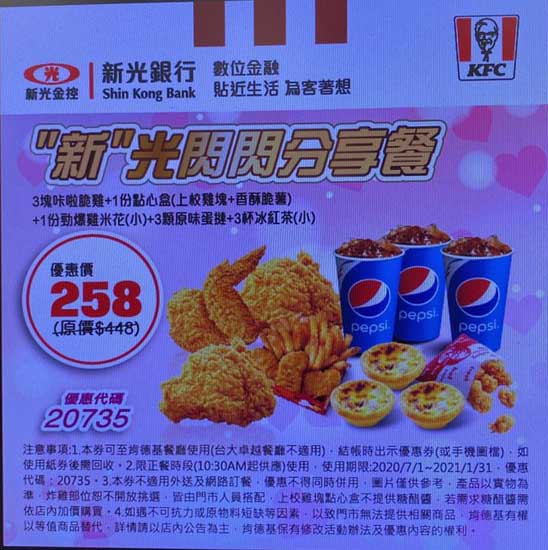 新光金控
新光銀行
Shin Kong Bank
數位金融
貼近生活 為客著想
KFC
"新"光閃閃分享餐
3塊咔啦脆雞+1份點心盒(上校雞塊+香酥脆薯)
+1份勁爆雞米花(小)+3顆原味蛋撻+3杯冰紅茶(小)
優惠價
258
(原價$448)
pepsi.
pepsi.
pepsi.
優惠代碼
20735
注意事項:1.本券可至肯德基餐廳使用(台大卓越餐廳不適用)，結帳時出示優惠券(或手機圖檔)，如
使用紙券後需回收。2.限正餐時段(10:30AM起供應)使用，使用期限:2020/7/1~2021/1/31，優惠
代碼：20735。3.本券不適用外送及網路訂餐，優惠不得同時併用，圖片僅供參考，產品以實物為
準，炸雞部位恕不開放挑選，皆由門市人員搭配，上校雞塊點心盒不提供糖醋醬，若需求糖醋醬需
依店內加價購買。4.如遇不可抗力或原物料短缺等因素，以致門市無法提供相關商品，肯德基有權
以等值商品替代，詳情請以店內公告為主，肯德基保有修改活動辦法及優惠內容的權利。